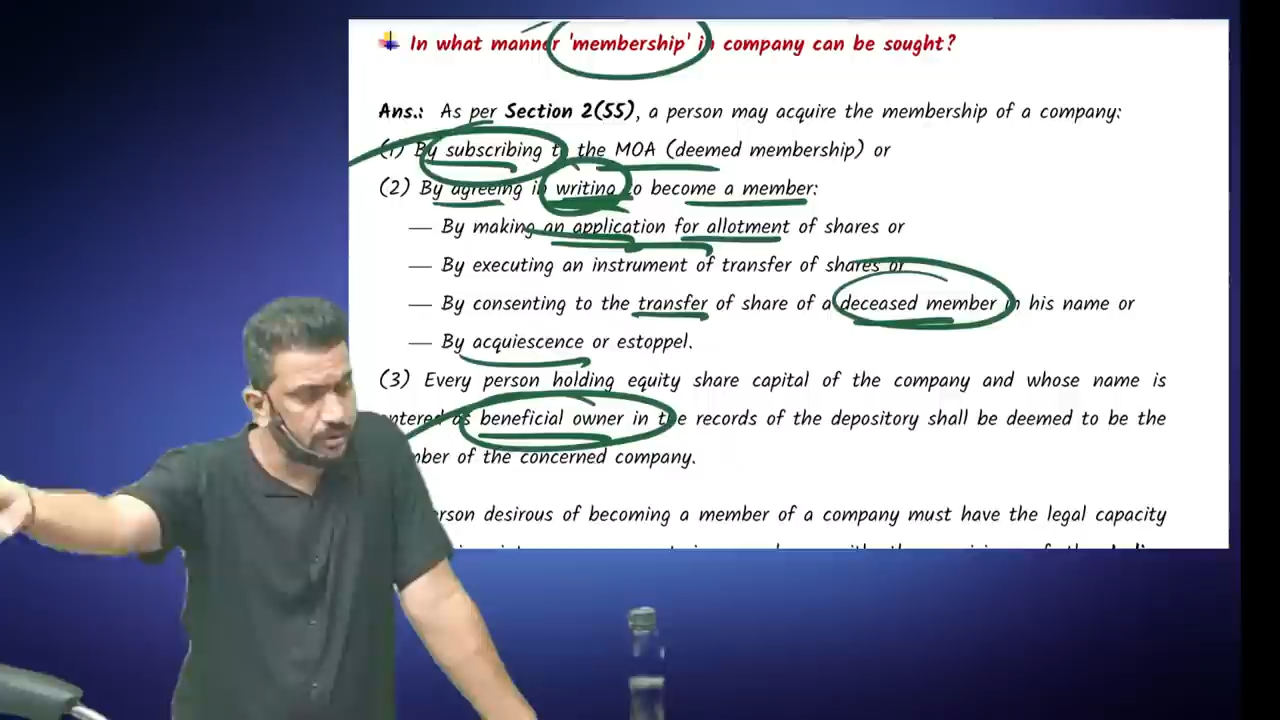 In what manner 'membership' in company can be sought?
Ans.: As per Section 2(55), a person may acquire the membership of a company:
(1) By subscribing to the MOA (deemed membership) or
(2) By agreeing in writing to become a member:
— By making an application for allotment of shares or
— By executing an instrument of transfer of shares or
— By consenting to the transfer of share of a deceased member in his name or
— By acquiescence or estoppel.
(3) Every person holding equity share capital of the company and whose name is
entered as beneficial owner in the records of the depository shall be deemed to be the
of the concerned company.
desirous of becoming a member of a company must have the legal capacity